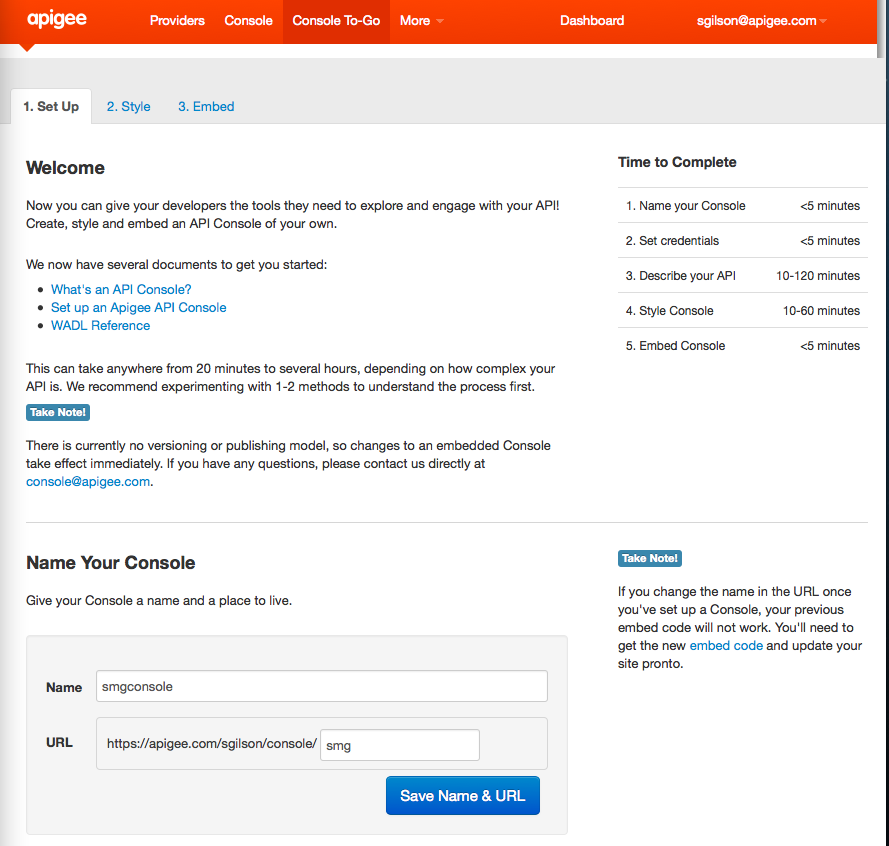 apigee
Providers Console Console To-Go More Dashboard sgilson@apigee.com
1. Set Up 2. Style 3. Embed
Welcome
Now you can give your developers the tools they need to explore and engage with your API!
Create, style and embed an API Console of your own.
We now have several documents to get you started:
• What's an API Console?
• Set up an Apigee API Console
• WADL Reference
This can take anywhere from 20 minutes to several hours, depending on how complex your
API is. We recommend experimenting with 1-2 methods to understand the process first.
Take Note!
There is currently no versioning or publishing model, so changes to an embedded Console
take effect immediately. If you have any questions, please contact us directly at
console@apigee.com.
Time to Complete
1. Name your Console <5 minutes
2. Set credentials <5 minutes
3. Describe your API 10-120 minutes
4. Style Console 10-60 minutes
5. Embed Console <5 minutes
Name Your Console
Give your Console a name and a place to live.
Name smgconsole
URL https://apigee.com/sgilson/console/ smg
Save Name & URL
Take Note!
If you change the name in the URL once
you've set up a Console, your previous
embed code will not work. You'll need to
get the new embed code and update your
site pronto.